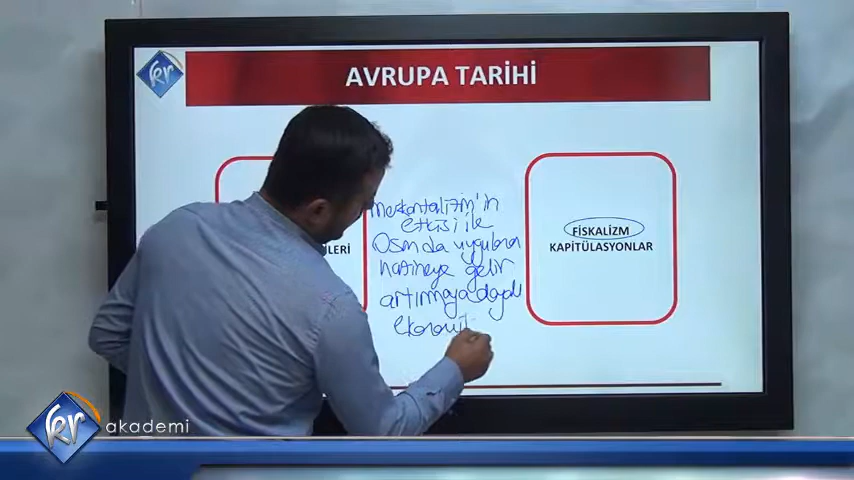 AVRUPA TARİHİ
merkantalizm'in
etkisi ile
Osm da uygulanan
hazineye gelir
artırmaya dayalı
ekonomi
LERİ
FİSKALİZM
KAPİTÜLASYONLAR
kr
kr akademi